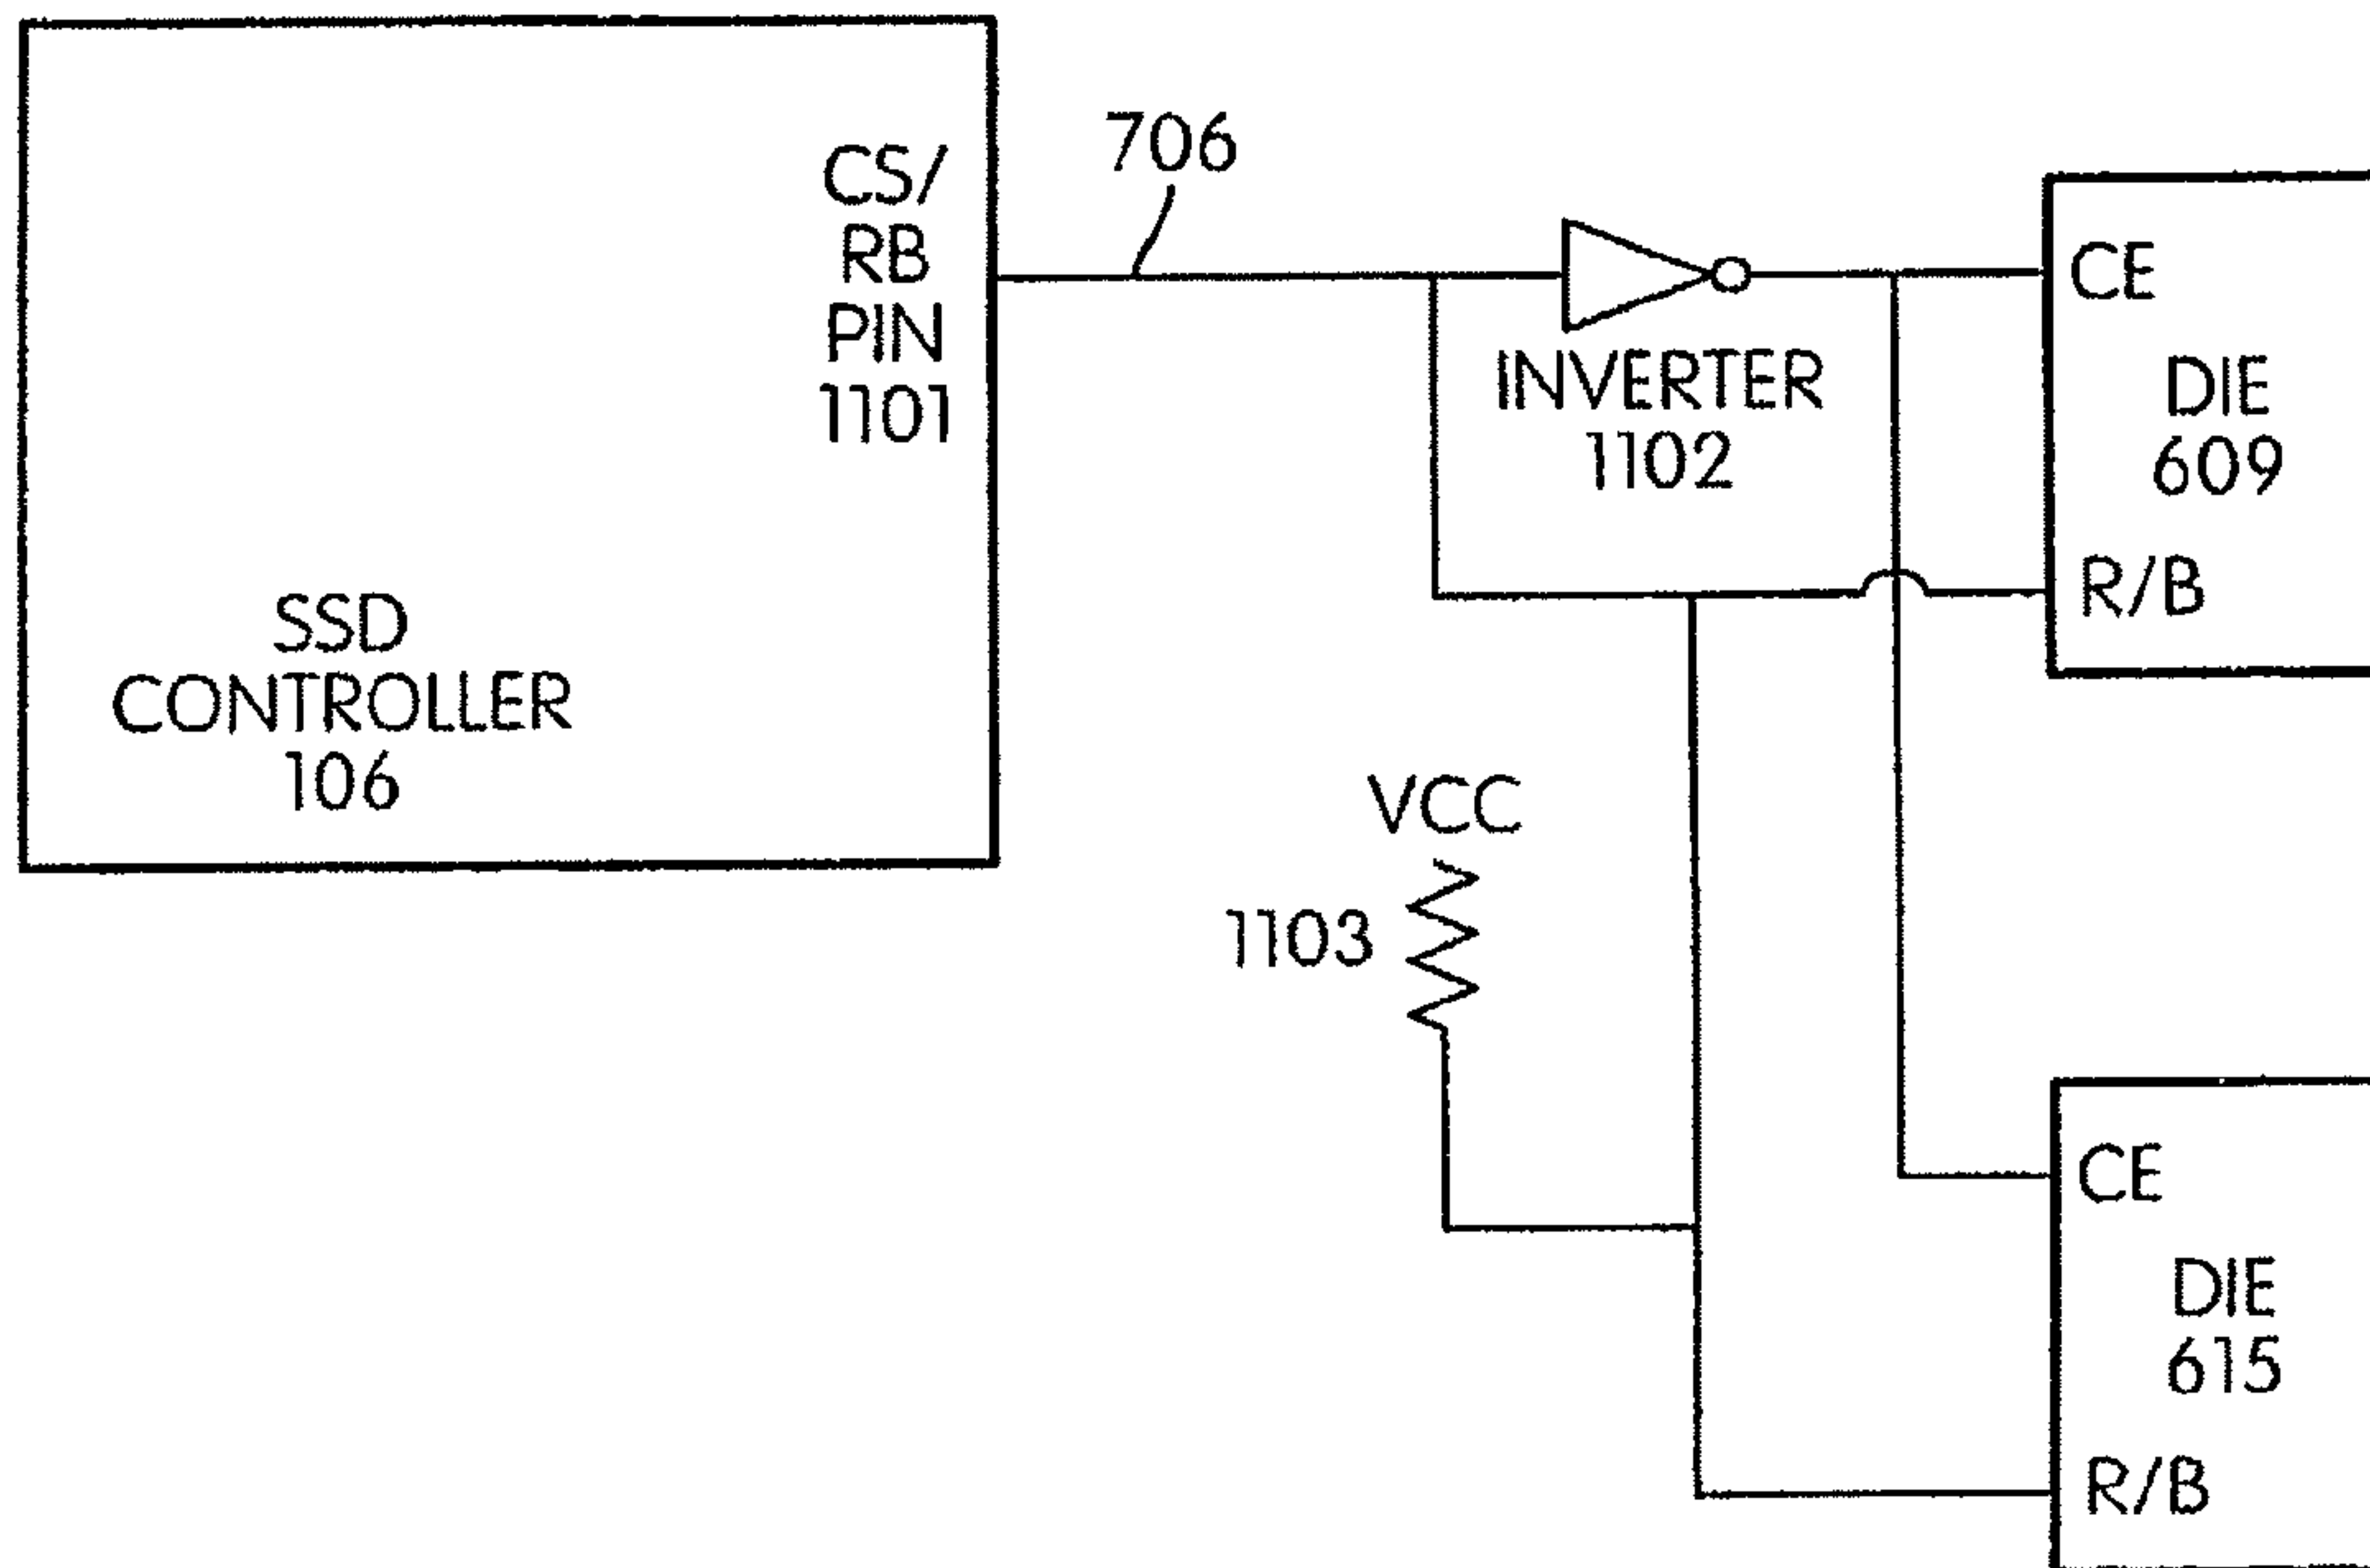 CS/
RB
PIN
1101
SSD
CONTROLLER
106
706
INVERTER
1102
VCC
1103
CE
DIE
609
R/B
CE
DIE
615
R/B